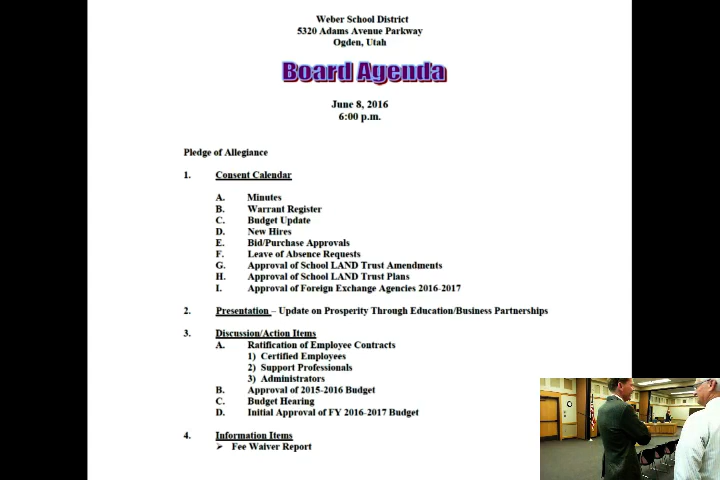 Weber School District
5320 Adams Avenue Parkway
Ogden, Utah
Board Agenda
June 8, 2016
6:00 p.m.
Pledge of Allegiance
1. Consent Calendar
A. Minutes
B. Warrant Register
C. Budget Update
D. New Hires
E. Bid/Purchase Approvals
F. Leave of Absence Requests
G. Approval of School LAND Trust Amendments
H. Approval of School LAND Trust Plans
I. Approval of Foreign Exchange Agencies 2016-2017
2. Presentation – Update on Prosperity Through Education/Business Partnerships
3. Discussion/Action Items
A. Ratification of Employee Contracts
1) Certified Employees
2) Support Professionals
3) Administrators
B. Approval of 2015-2016 Budget
C. Budget Hearing
D. Initial Approval of FY 2016-2017 Budget
4. Information Items
➢ Fee Waiver Report